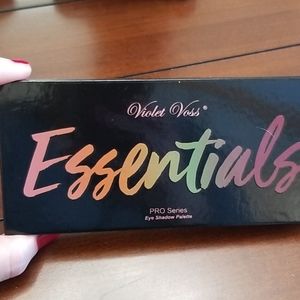 Violet Voss®
Essentials
PRO Series
Eye Shadow Palette